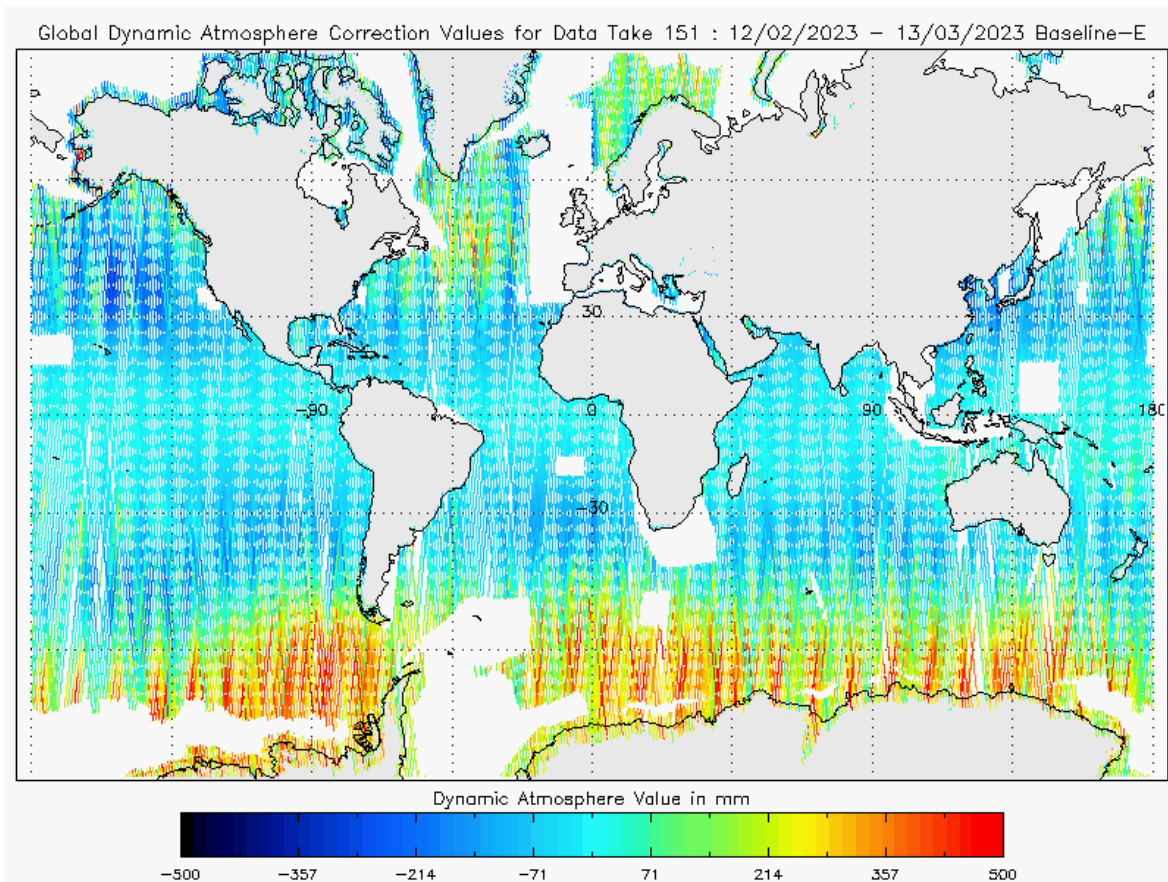 Global Dynamic Atmosphere Correction Values for Data Take 151 : 12/02/2023 – 13/03/2023 Baseline–E
30
–90 0 90 180
–30
Dynamic Atmosphere Value in mm
–500 –357 –214 –71 71 214 357 500